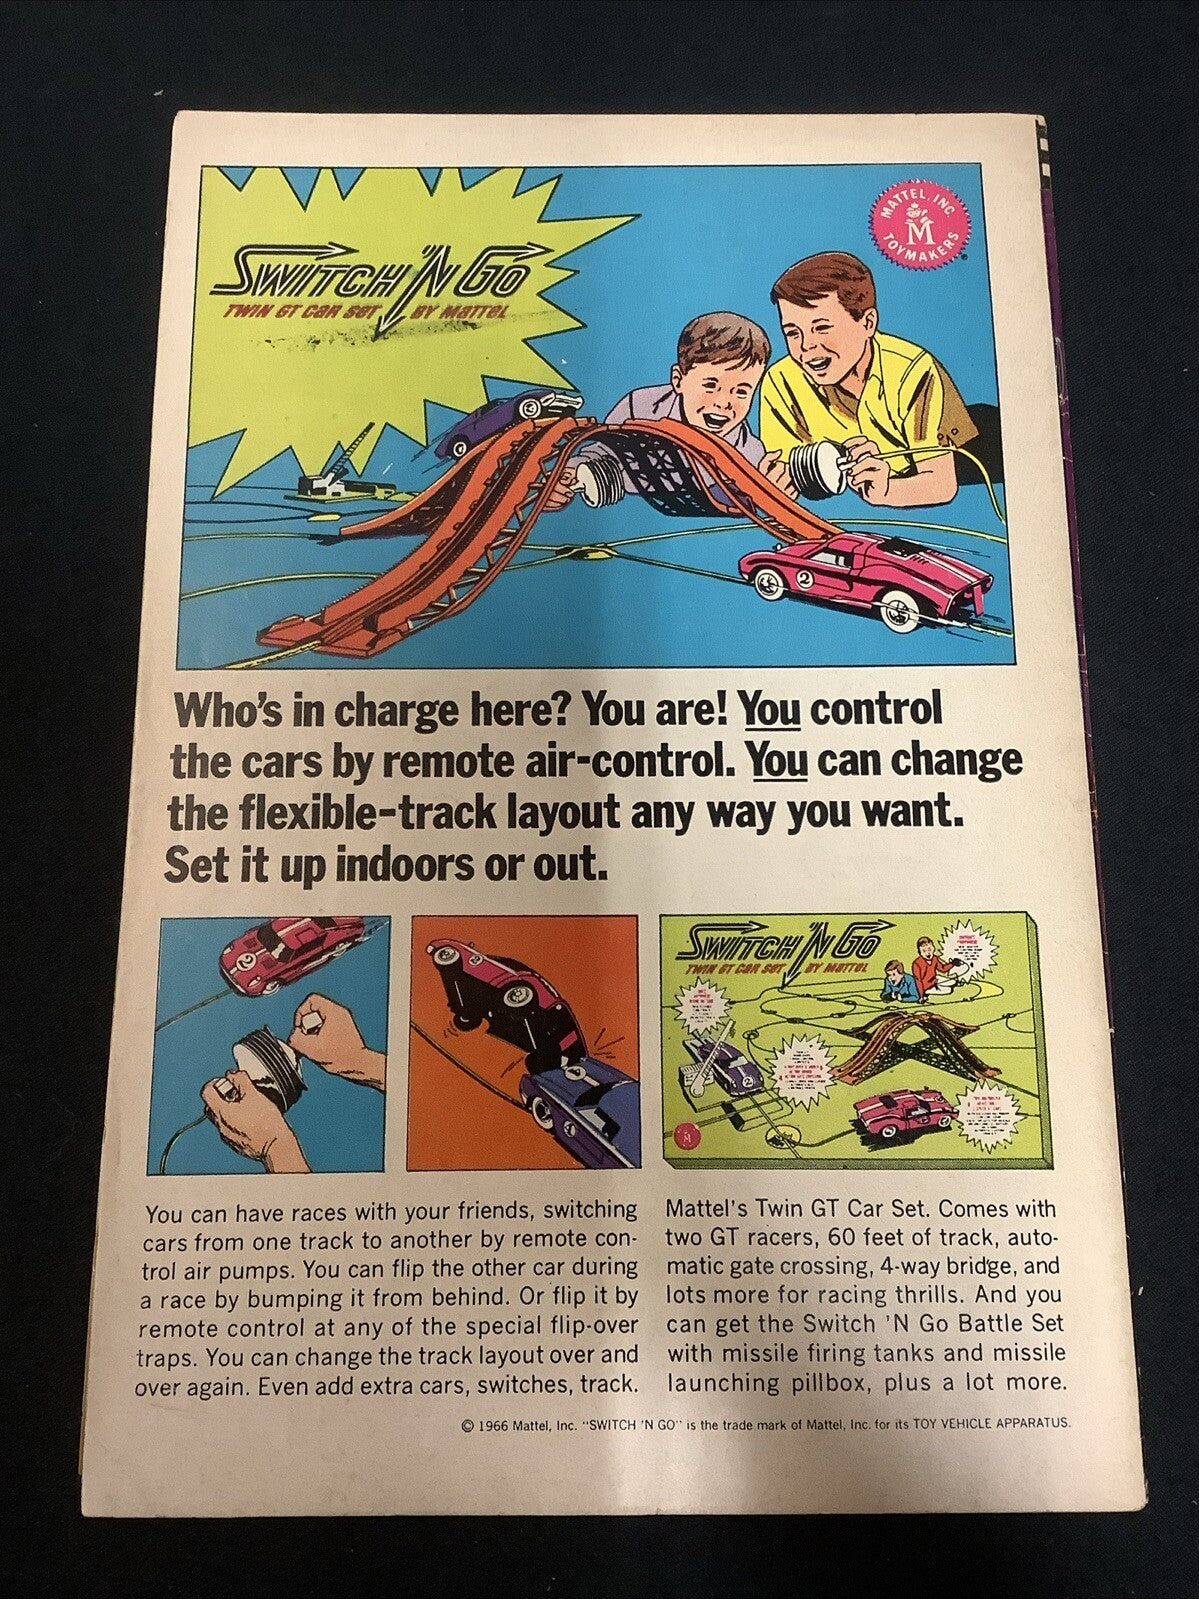 SWITCH 'N GO
TWIN GT CAR SET BY MATTEL
MATTEL, INC.
M
TOYMAKERS
2
Who's in charge here? You are! You control
the cars by remote air-control. You can change
the flexible-track layout any way you want.
Set it up indoors or out.
2
SWITCH 'N GO
TWIN GT CAR SET BY MATTEL
2
M
You can have races with your friends, switching
cars from one track to another by remote con-
trol air pumps. You can flip the other car during
a race by bumping it from behind. Or flip it by
remote control at any of the special flip-over
traps. You can change the track layout over and
over again. Even add extra cars, switches, track.
Mattel's Twin GT Car Set. Comes with
two GT racers, 60 feet of track, auto-
matic gate crossing, 4-way bridge, and
lots more for racing thrills. And you
can get the Switch 'N Go Battle Set
with missile firing tanks and missile
launching pillbox, plus a lot more.
© 1966 Mattel, Inc. "SWITCH 'N GO" is the trade mark of Mattel, Inc. for its TOY VEHICLE APPARATUS.